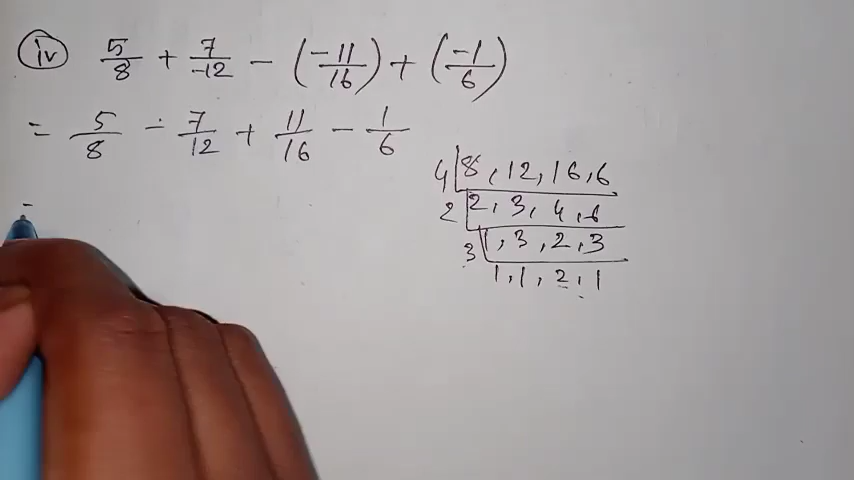 iv 5/8 + 7/-12 - (-11/16) + (-1/6)
= 5/8 - 7/12 + 11/16 - 1/6
4 | 8, 12, 16, 6
2 | 2, 3, 4, 6
3 | 1, 3, 2, 3
1, 1, 2, 1
=